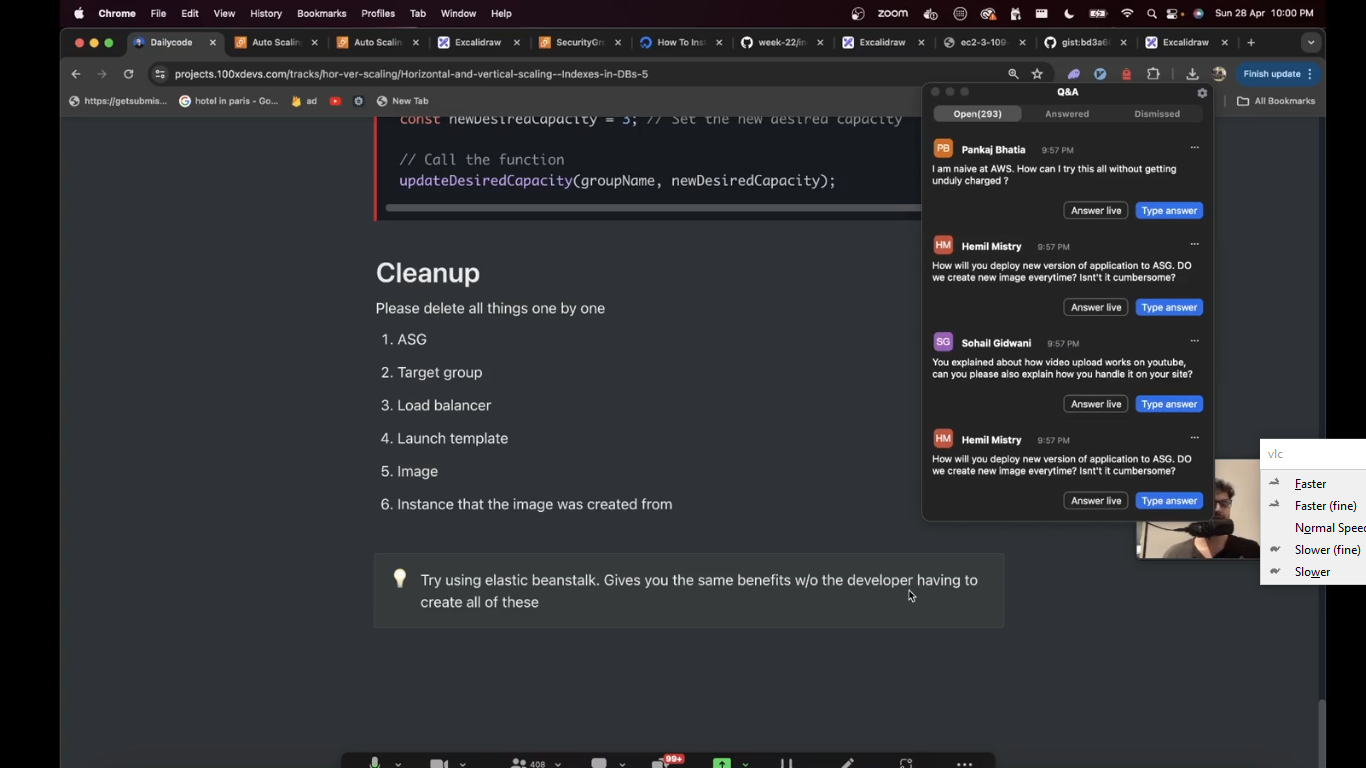 Chrome File Edit View History Bookmarks Profiles Tab Window Help zoom Sun 28 Apr 10:00 PM
Dailycode Auto Scalin Auto Scalin Excalidraw SecurityGr How To Ins week-22/in Excalidraw ec2-3-109 gist:bd3a6 Excalidraw
projects.100xdevs.com/tracks/hor-ver-scaling/Horizontal-and-vertical-scaling--Indexes-in-DBs-5 Finish update
https://getsubmis... hotel in paris - Go... ad New Tab All Bookmarks
const newDesiredCapacity = 3; // Set the new desired capacity
// Call the function
updateDesiredCapacity(groupName, newDesiredCapacity);
Cleanup
Please delete all things one by one
1. ASG
2. Target group
3. Load balancer
4. Launch template
5. Image
6. Instance that the image was created from
Try using elastic beanstalk. Gives you the same benefits w/o the developer having to
create all of these
Q&A
Open(293) Answered Dismissed
PB Pankaj Bhatia 9:57 PM
I am naive at AWS. How can I try this all without getting
unduly charged ?
Answer live Type answer
HM Hemil Mistry 9:57 PM
How will you deploy new version of application to ASG. DO
we create new image everytime? Isnt't it cumbersome?
Answer live Type answer
SG Sohail Gidwani 9:57 PM
You explained about how video upload works on youtube,
can you please also explain how you handle it on your site?
Answer live Type answer
HM Hemil Mistry 9:57 PM
How will you deploy new version of application to ASG. DO
we create new image everytime? Isnt't it cumbersome?
Answer live Type answer
vlc
Faster
Faster (fine)
Normal Spee
Slower (fine)
Slower
408 99+